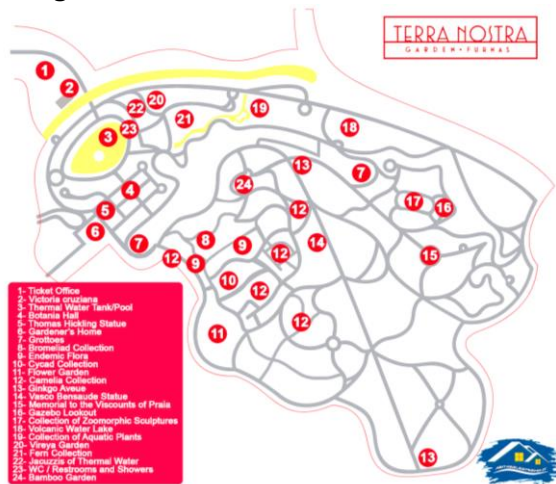 TERRA NOSTRA
GARDEN • FURNAS
1
2
20
22
19
21
23
3
18
13
7
24
4
17
16
12
5
6
8
9
14
7
12
15
12
9
10
12
12
11
13
1- Ticket Office
2- Victoria cruziana
3- Thermal Water Tank/Pool
4- Botania Hall
5- Thomas Hickling Statue
6- Gardener's Home
7- Grottoes
8- Bromeliad Collection
9- Endemic Flora
10- Cycad Collection
11- Flower Garden
12- Camelia Collection
13- Ginkgo Aveue
14- Vasco Bensaude Statue
15- Memorial to the Viscounts of Praia
16- Gazebo Lookout
17- Collection of Zoomorphic Sculptures
18- Volcanic Water Lake
19- Collection of Aquatic Plants
20- Vireya Garden
21- Fern Collection
22- Jacuzzis of Thermal Water
23- WC / Restrooms and Showers
24- Bamboo Garden